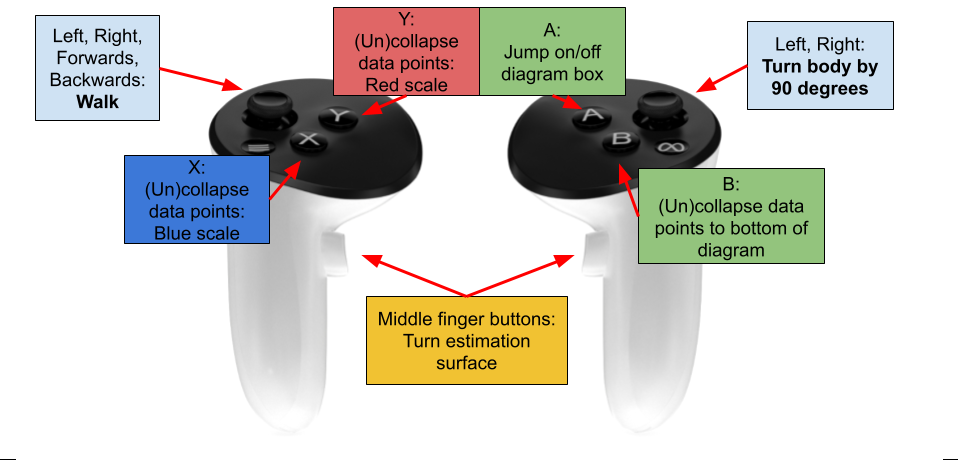 Left, Right,
Forwards,
Backwards:
Walk
Y:
(Un)collapse
data points:
Red scale
A:
Jump on/off
diagram box
Left, Right:
Turn body by
90 degrees
Y
A
X
B
X:
(Un)collapse
data points:
Blue scale
B:
(Un)collapse data
points to bottom of
diagram
Middle finger buttons:
Turn estimation
surface